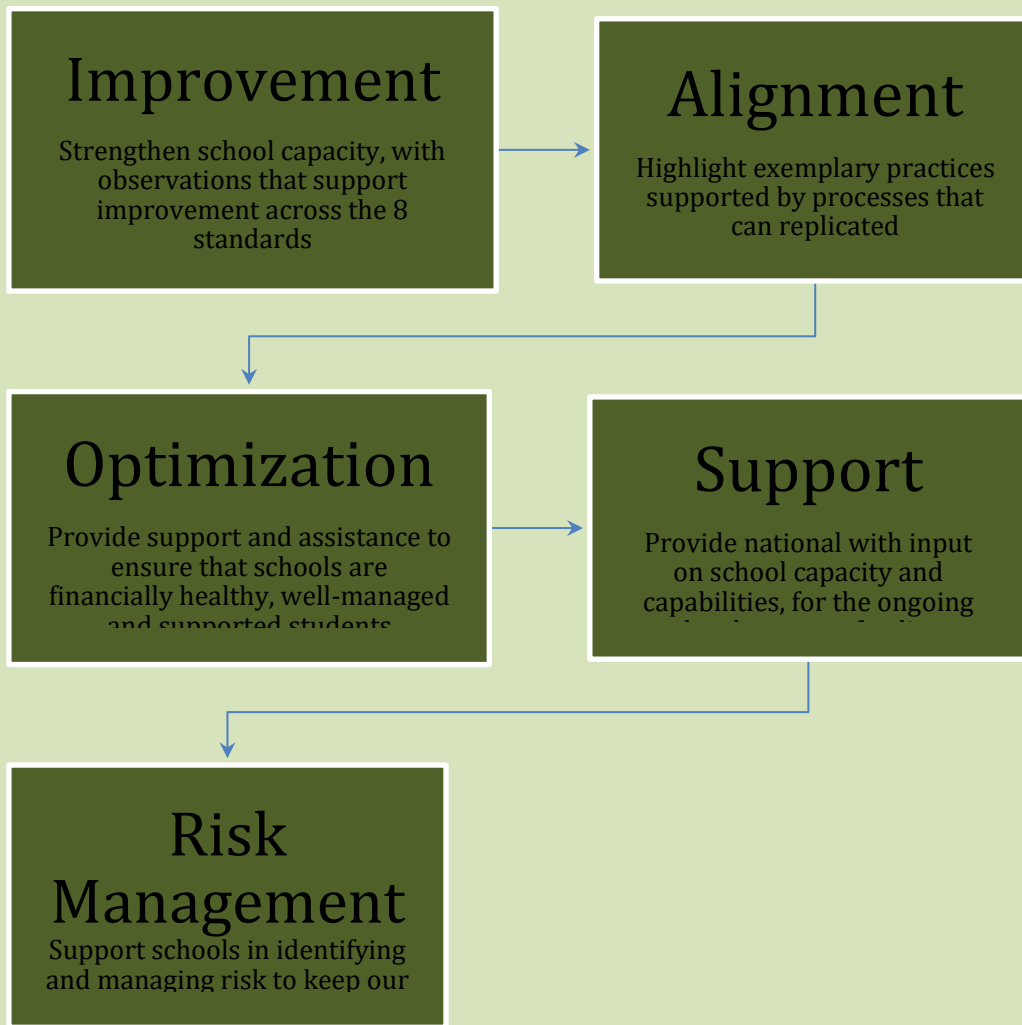 Improvement
Strengthen school capacity, with
observations that support
improvement across the 8
standards
Alignment
Highlight exemplary practices
supported by processes that
can replicated
Optimization
Provide support and assistance to
ensure that schools are
financially healthy, well-managed
and supported students
Support
Provide national with input
on school capacity and
capabilities, for the ongoing
Risk
Management
Support schools in identifying
and managing risk to keep our